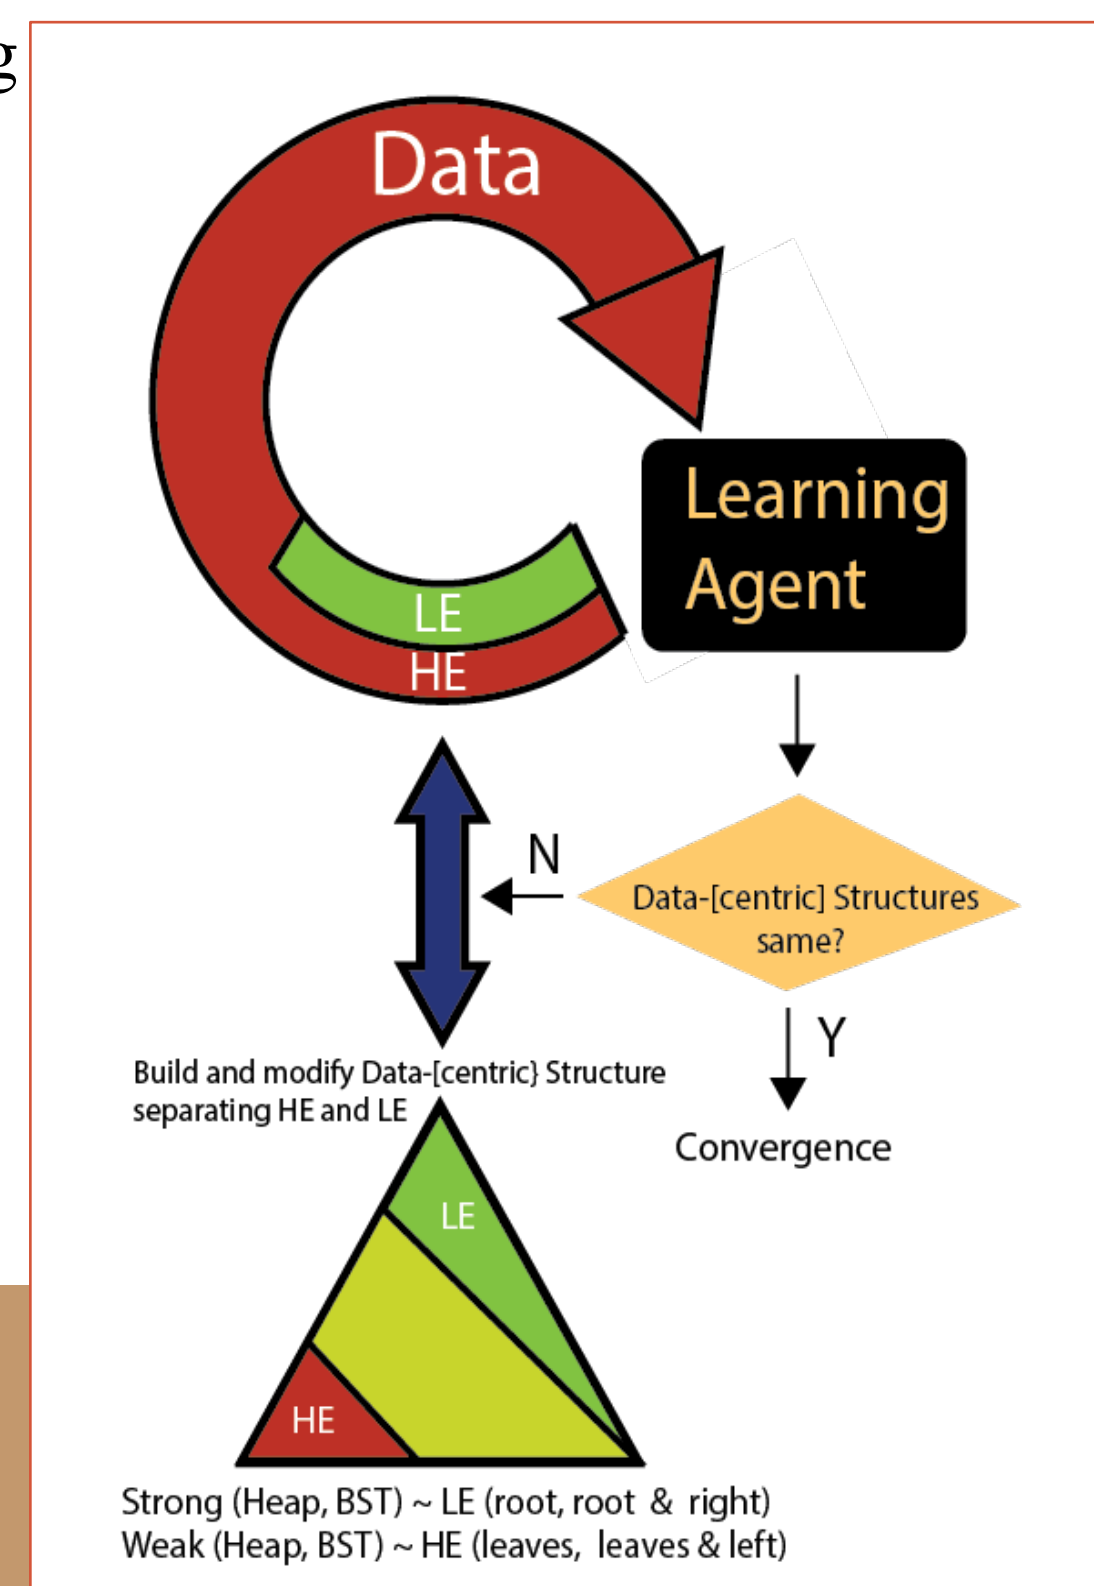 g
Data
LE
HE
Learning
Agent
N
Data-[centric] Structures
same?
Y
Build and modify Data-[centric} Structure
separating HE and LE
Convergence
LE
HE
Strong (Heap, BST) ~ LE (root, root & right)
Weak (Heap, BST) ~ HE (leaves, leaves & left)